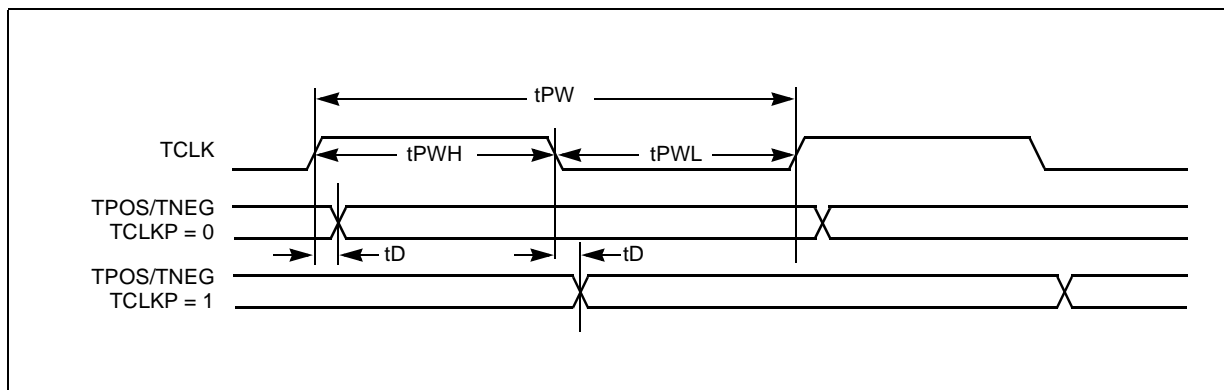 tPW
TCLK
tPWH
tPWL
TPOS/TNEG
TCLKP = 0
tD
tD
TPOS/TNEG
TCLKP = 1